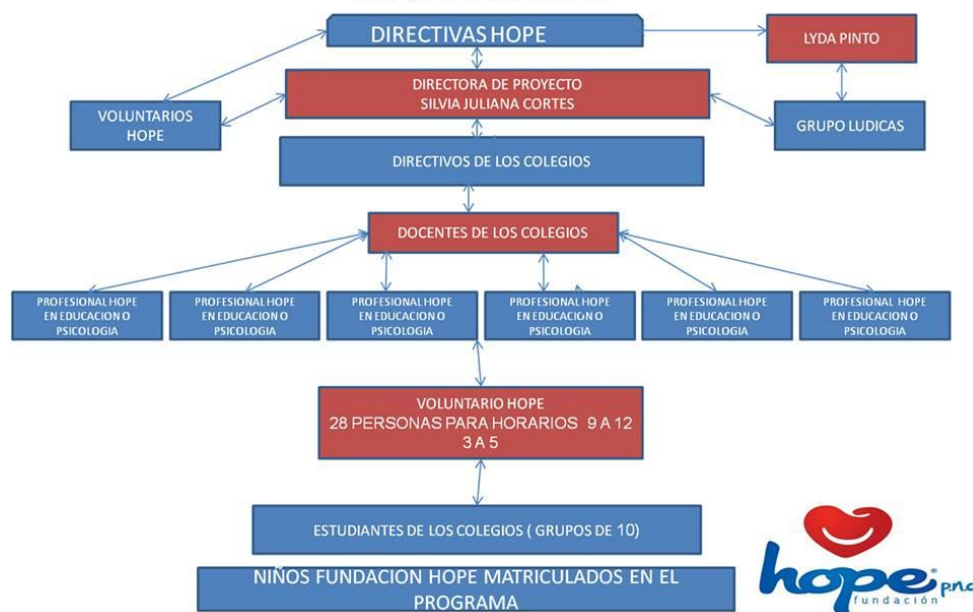 DIRECTIVAS HOPE
LYDA PINTO
DIRECTORA DE PROYECTO
SILVIA JULIANA CORTES
VOLUNTARIOS
HOPE
GRUPO LUDICAS
DIRECTIVOS DE LOS COLEGIOS
DOCENTES DE LOS COLEGIOS
PROFESIONAL HOPE
EN EDUCACION O
PSICOLOGIA
PROFESIONAL HOPE
EN EDUCACION O
PSICOLOGIA
PROFESIONAL HOPE
EN EDUCACION O
PSICOLOGIA
PROFESIONAL HOPE
EN EDUCACION O
PSICOLOGIA
PROFESIONAL HOPE
EN EDUCACION O
PSICOLOGIA
PROFESIONAL HOPE
EN EDUCACION O
PSICOLOGIA
VOLUNTARIO HOPE
28 PERSONAS PARA HORARIOS 9 A 12
3 A 5
ESTUDIANTES DE LOS COLEGIOS ( GRUPOS DE 10)
NIÑOS FUNDACION HOPE MATRICULADOS EN EL
PROGRAMA
hope p.n.c
fundación